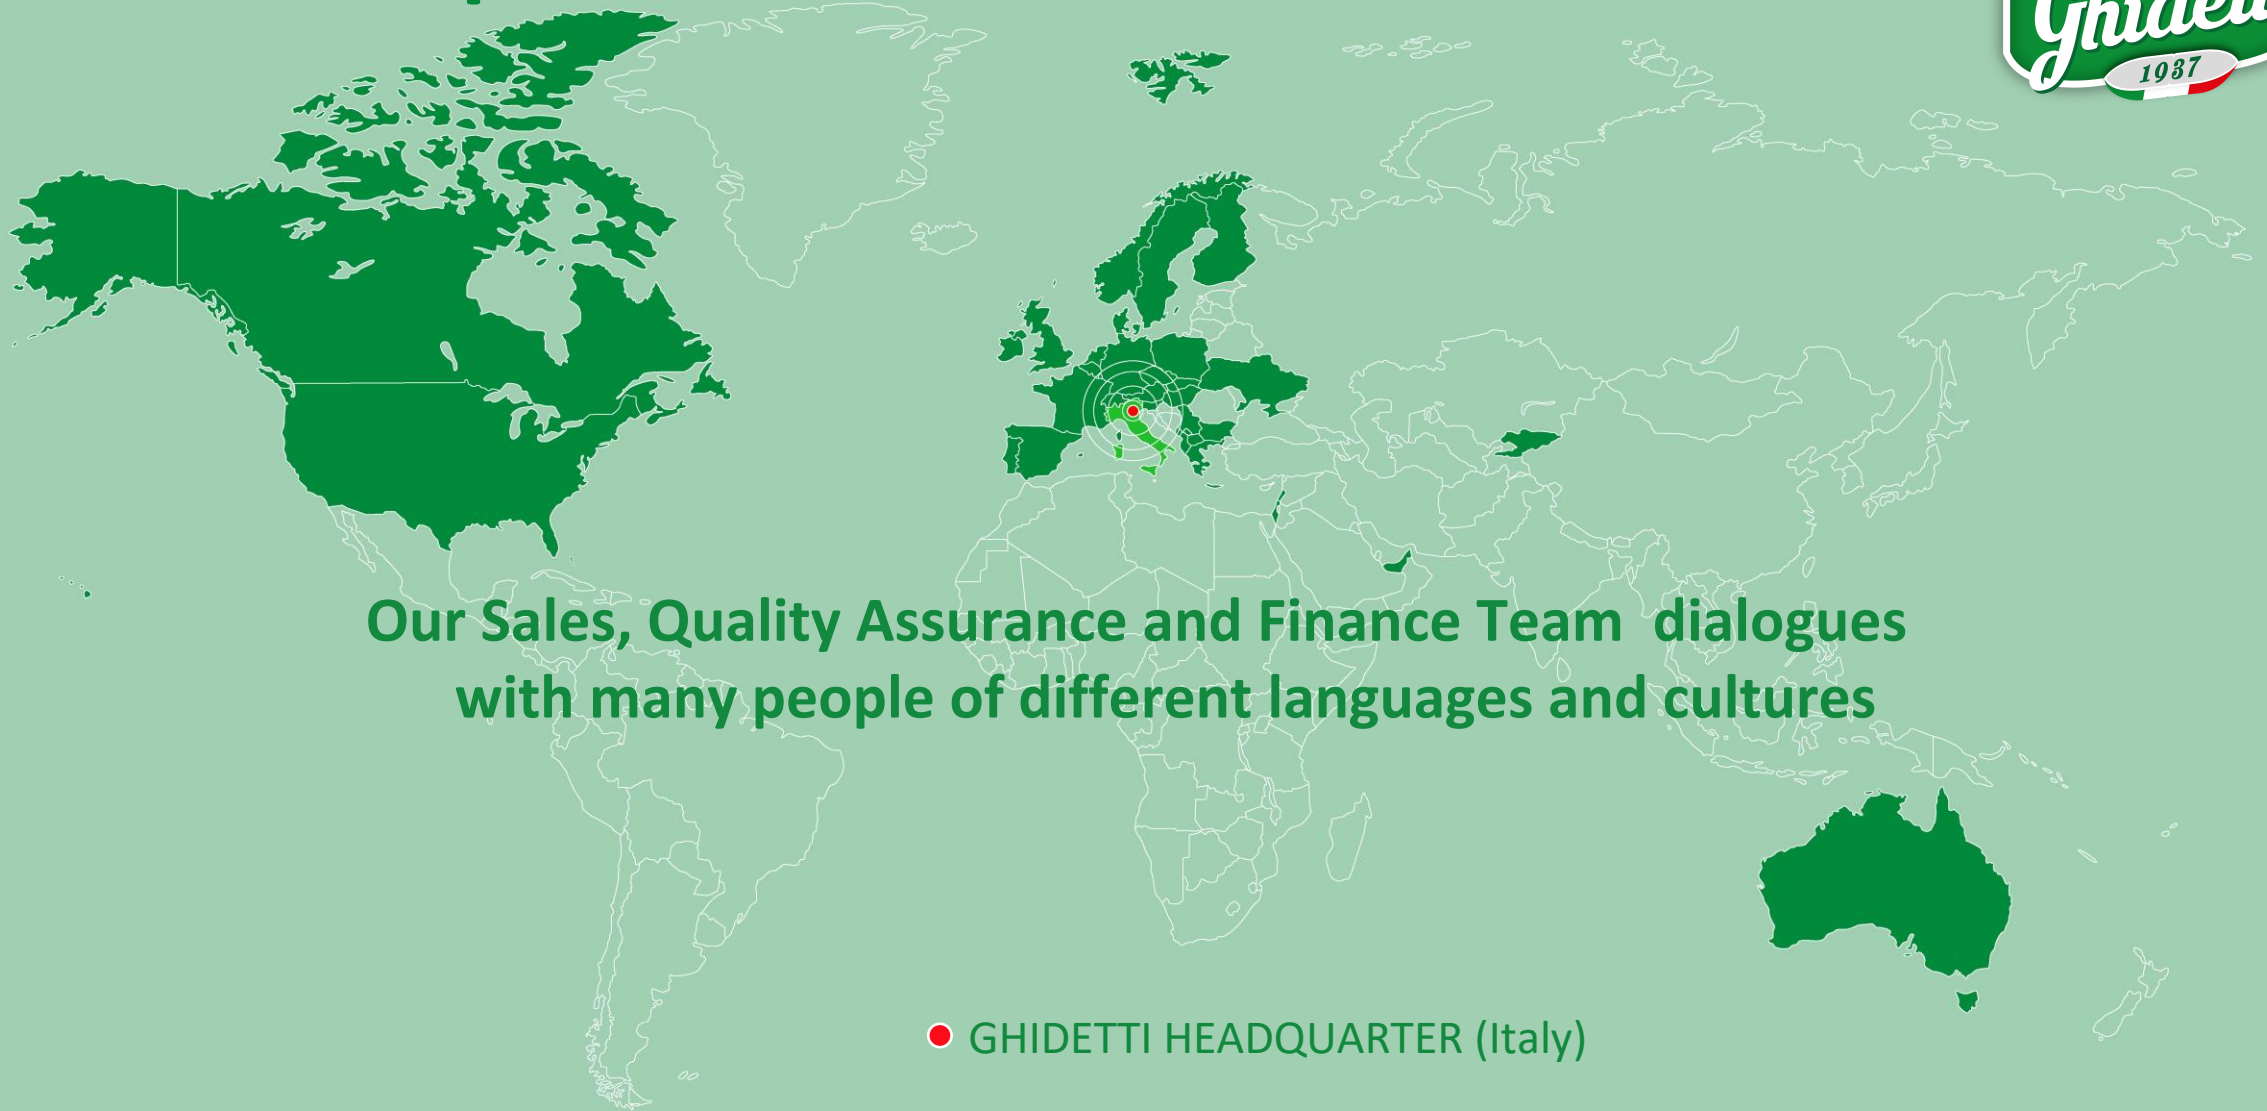 1937
Our Sales, Quality Assurance and Finance Team  dialogues
with many people of different languages and cultures
GHIDETTI HEADQUARTER (Italy)